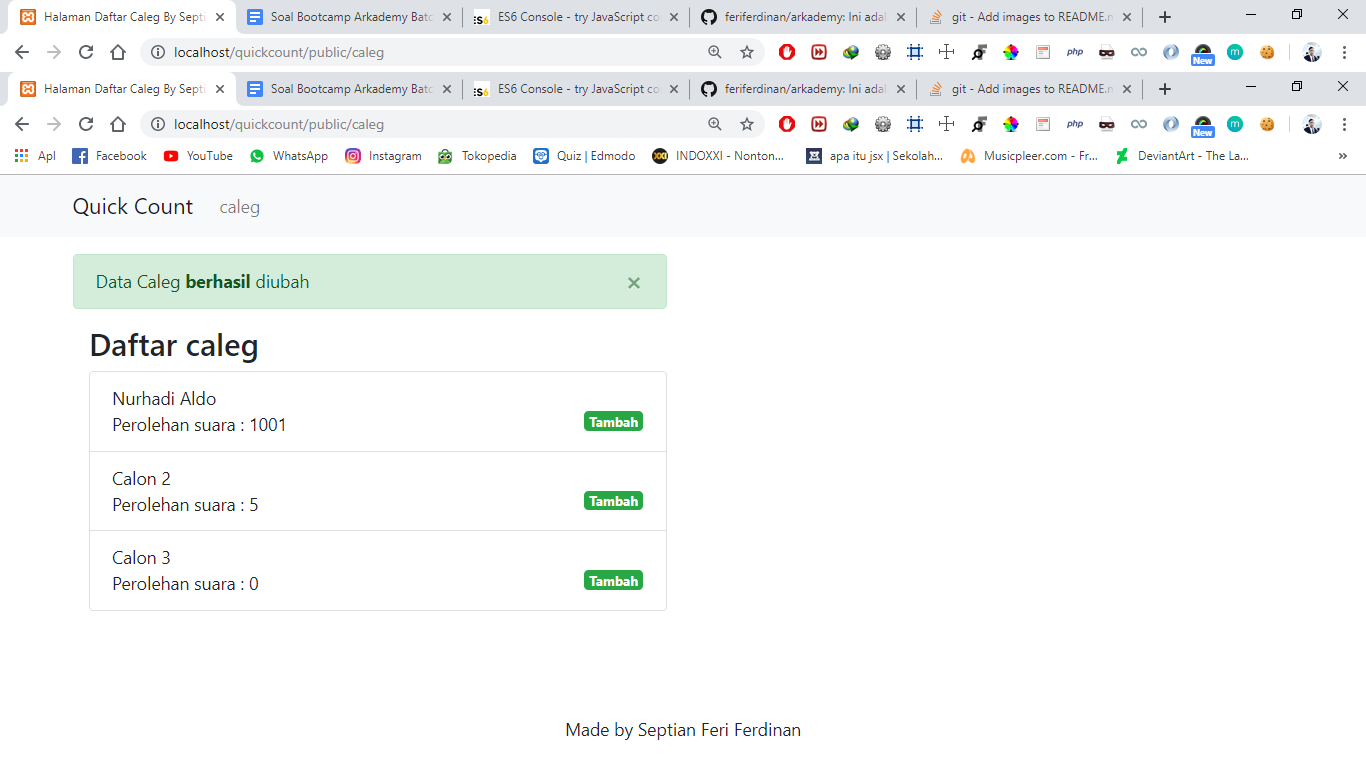 Halaman Daftar Caleg By Septi
Soal Bootcamp Arkademy Batc
ES6 Console - try JavaScript co
feriferdinan/arkademy: Ini adal
git - Add images to README.m
localhost/quickcount/public/caleg
php
New
m
Halaman Daftar Caleg By Septi
Soal Bootcamp Arkademy Batc
ES6 Console - try JavaScript co
feriferdinan/arkademy: Ini adal
git - Add images to README.m
localhost/quickcount/public/caleg
php
New
m
Apl
Facebook
YouTube
WhatsApp
Instagram
Tokopedia
Quiz | Edmodo
INDOXXI - Nonton...
apa itu jsx | Sekolah...
Musicpleer.com - Fr...
DeviantArt - The La...
»
Quick Count
caleg
Data Caleg berhasil diubah
×
Daftar caleg
Nurhadi Aldo
Perolehan suara : 1001
Tambah
Calon 2
Perolehan suara : 5
Tambah
Calon 3
Perolehan suara : 0
Tambah
Made by Septian Feri Ferdinan